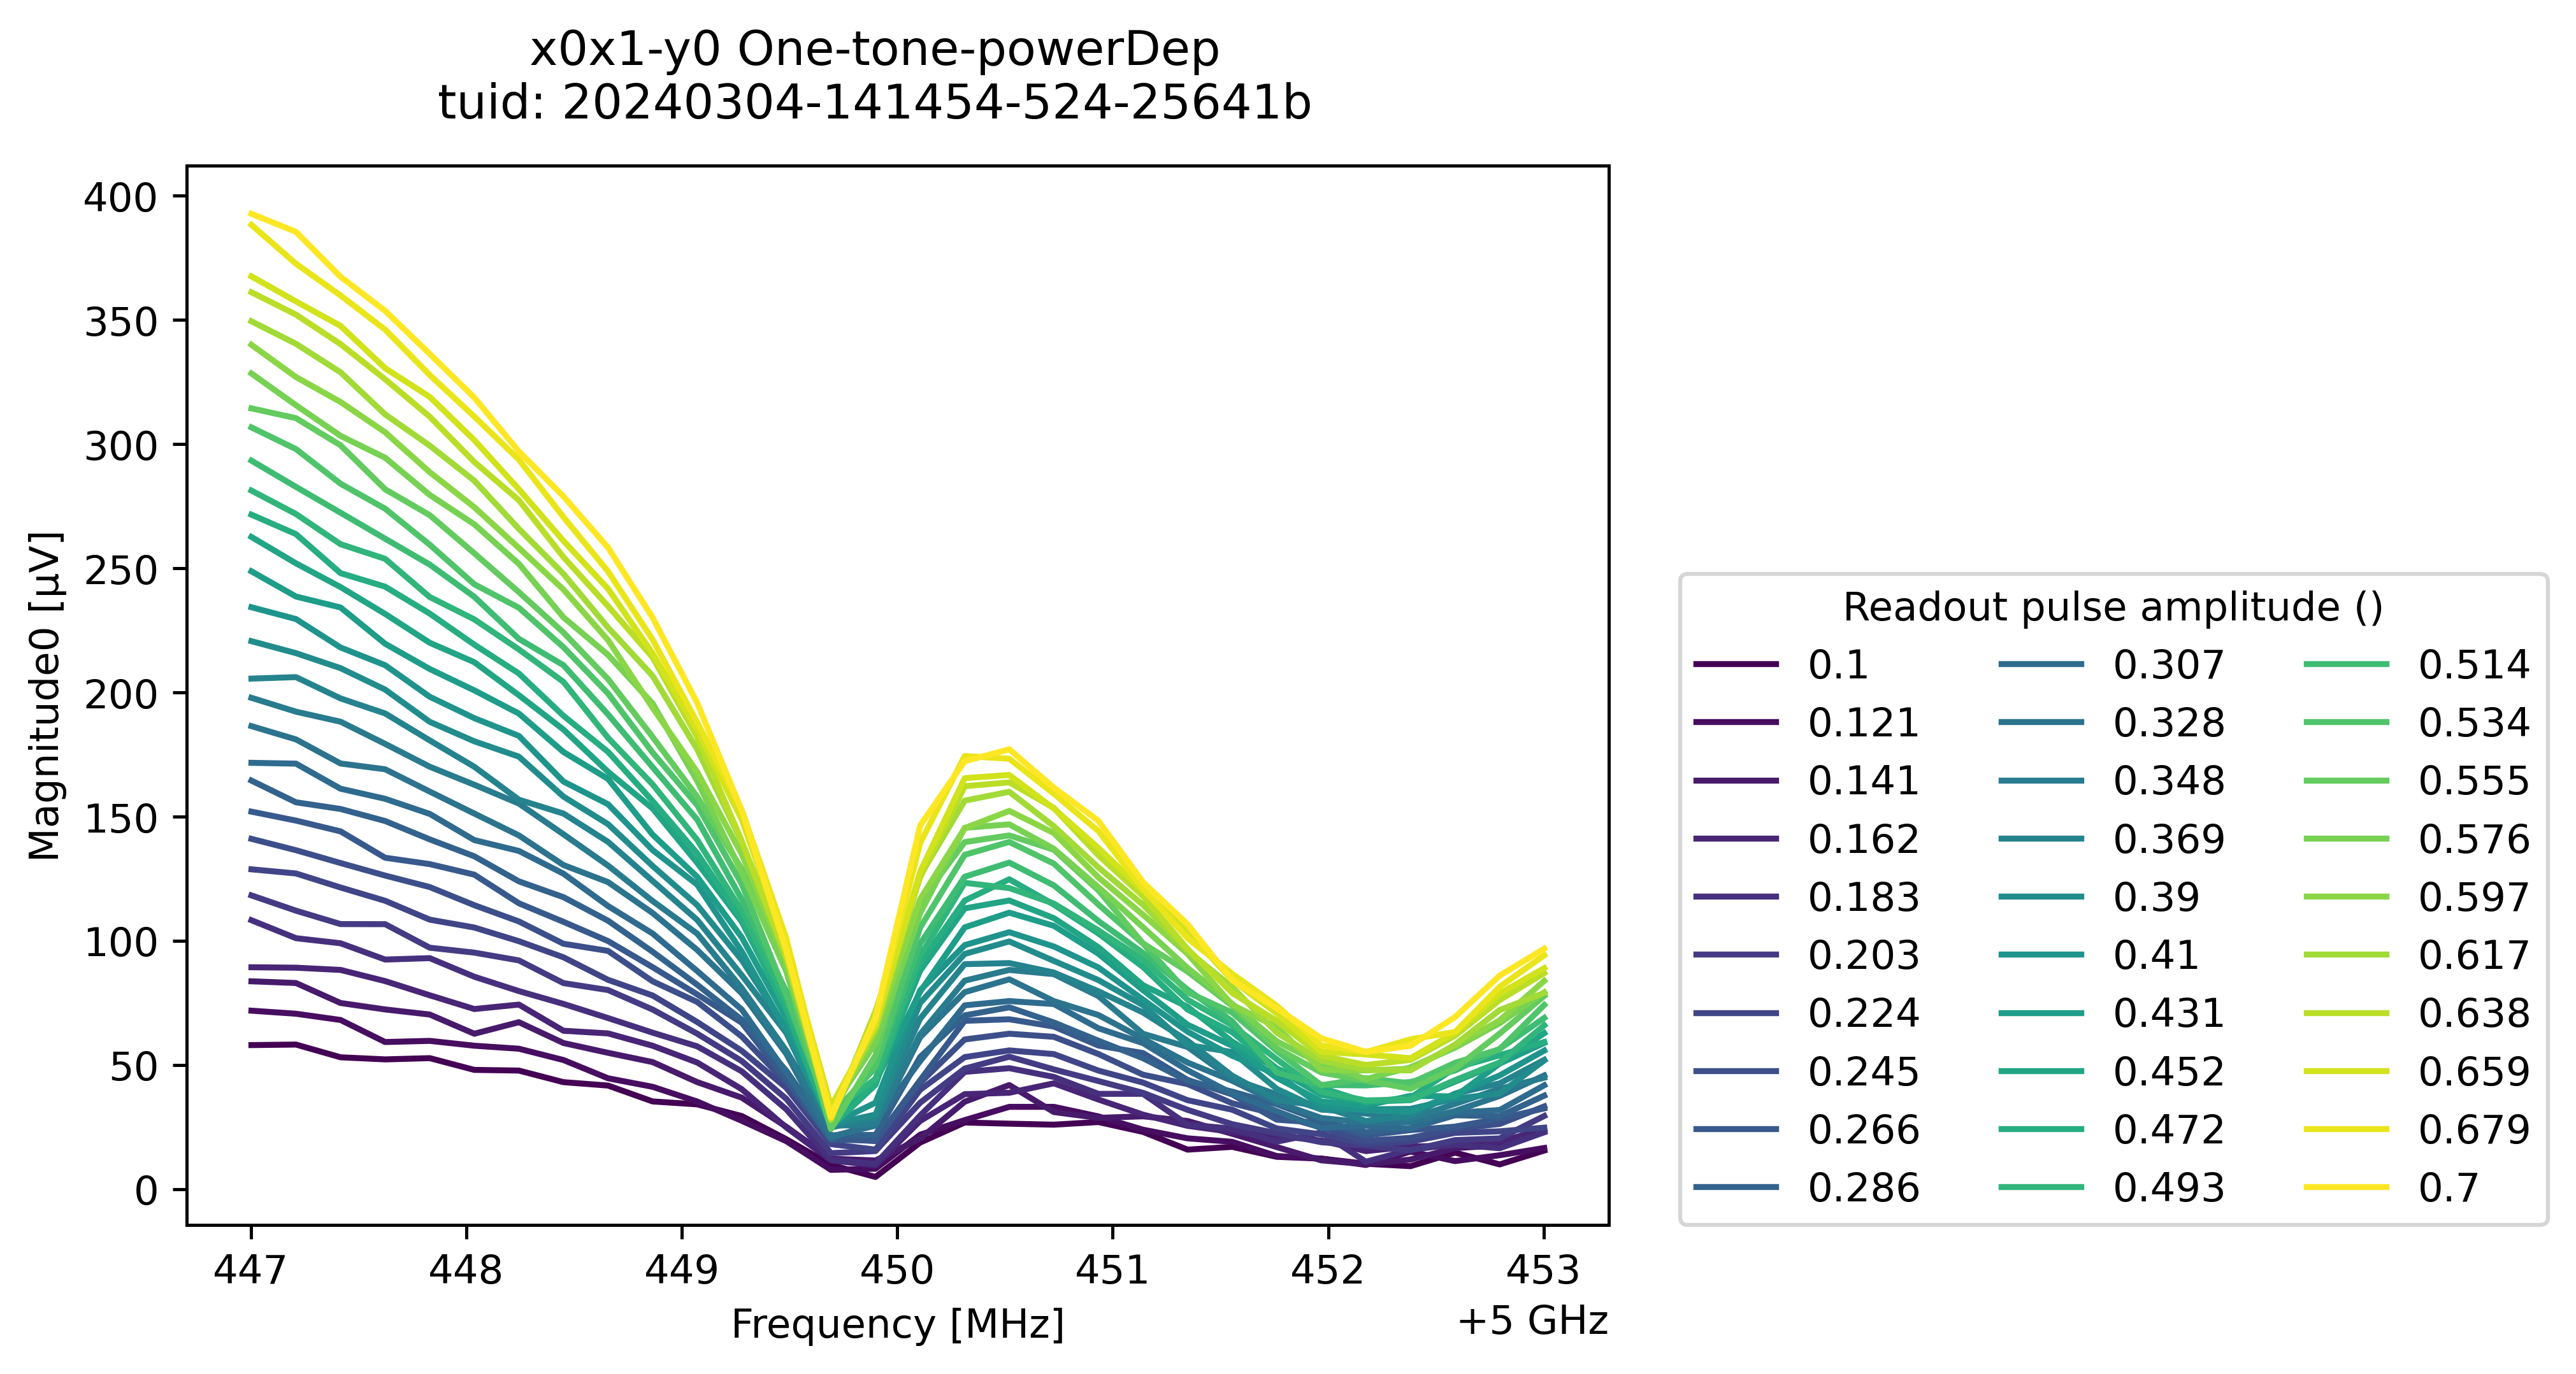 x0x1-y0 One-tone-powerDep
tuid: 20240304-141454-524-25641b
Magnitude0 [µV]
400
350
300
250
200
150
100
50
0
447 448 449 450 451 452 453
Frequency [MHz]
+5 GHz
Readout pulse amplitude ()
0.1 0.307 0.514
0.121 0.328 0.534
0.141 0.348 0.555
0.162 0.369 0.576
0.183 0.39 0.597
0.203 0.41 0.617
0.224 0.431 0.638
0.245 0.452 0.659
0.266 0.472 0.679
0.286 0.493 0.7